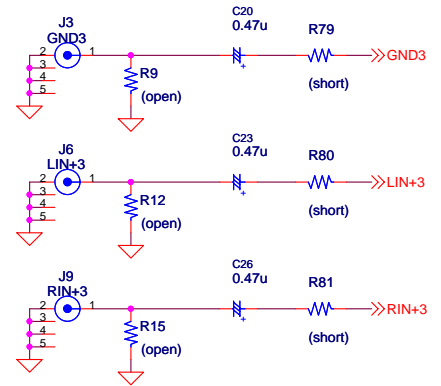 J3
GND3
C20
0.47u
R79
2
1
3
4
5
+
GND3
R9
(open)
(short)
J6
LIN+3
C23
0.47u
R80
2
1
3
4
5
+
LIN+3
R12
(open)
(short)
J9
RIN+3
C26
0.47u
R81
2
1
3
4
5
+
RIN+3
R15
(open)
(short)